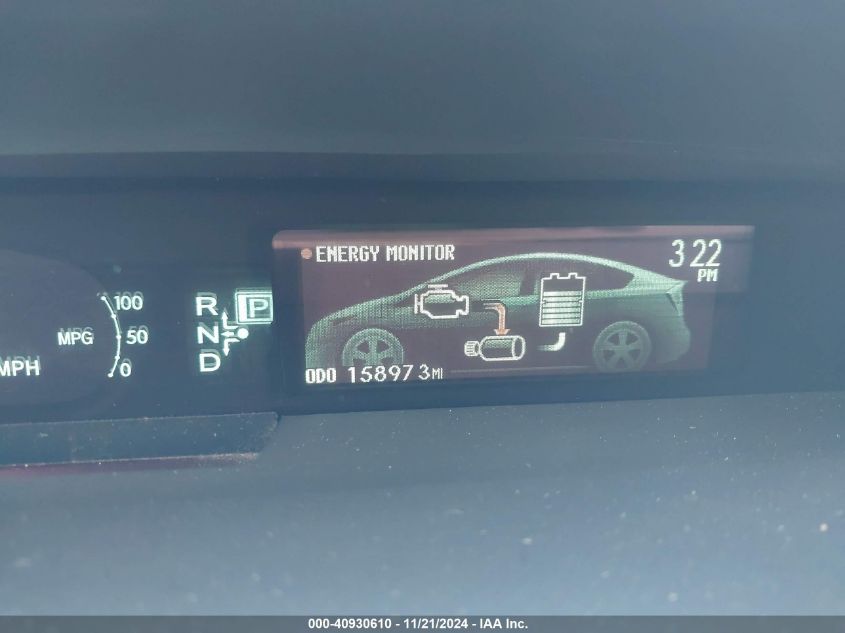 ENERGY MONITOR
3 22
PM
100
MPG
50
MPH
0
R
N
D
P
ODO 158973 MI
000-40930610 - 11/21/2024 - IAA Inc.